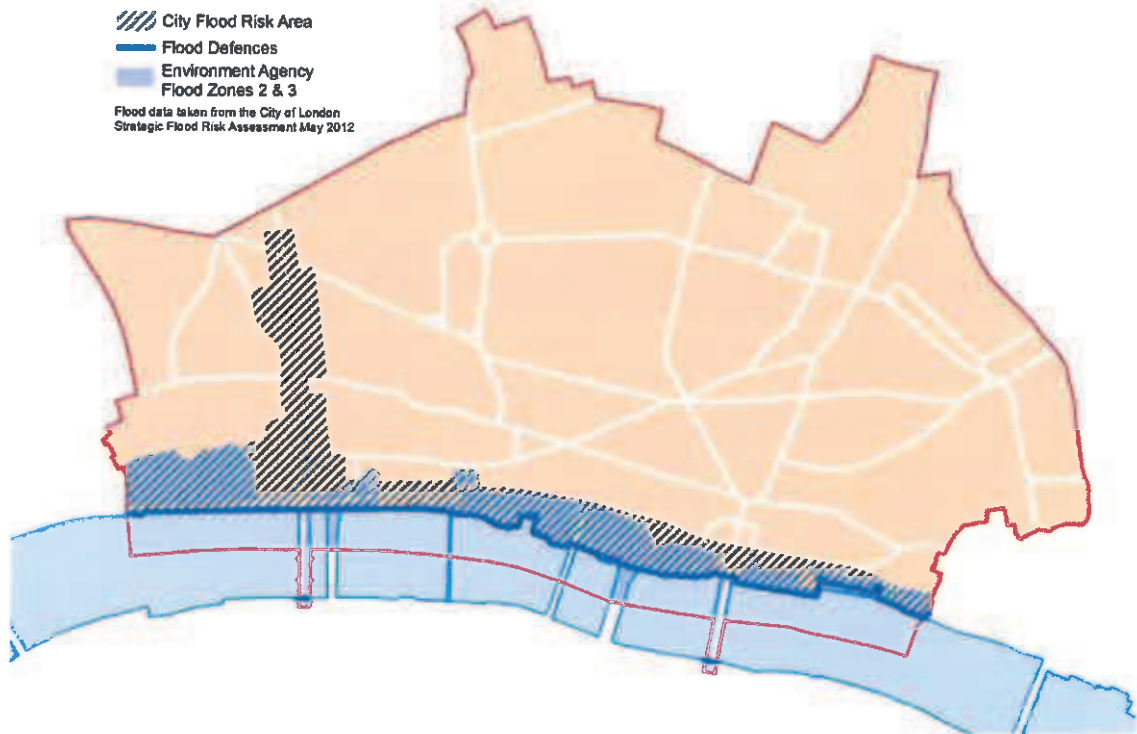 City Flood Risk Area
Flood Defences
Environment Agency
Flood Zones 2 & 3
Flood data taken from the City of London
Strategic Flood Risk Assessment May 2012